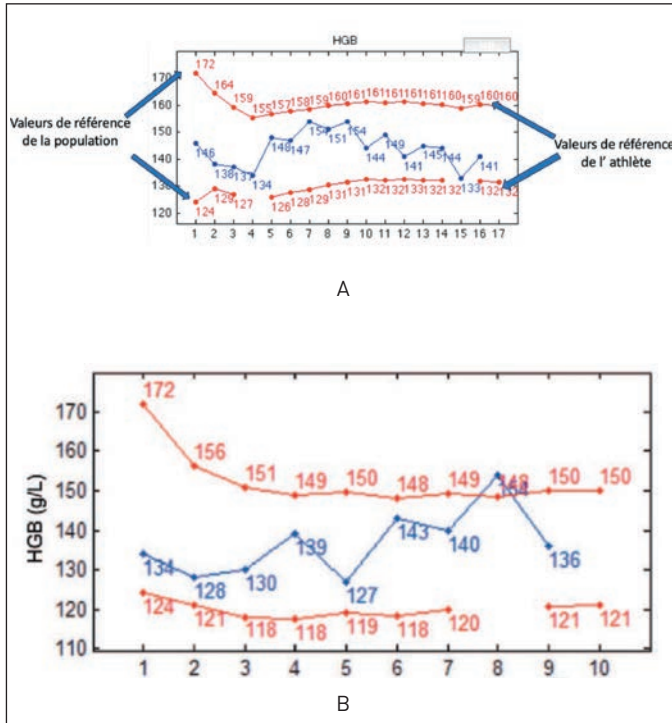 HGB
170
160
150
140
130
120
172 164 159 155 157 158 159 160 160 161 161 161 161 160 159 160 160
146 138 137 134 148 147 154 151 154 144 149 141 145 144 133 141
124 129 127 126 128 129 131 131 132 132 133 132 132 132 132
1 2 3 4 5 6 7 8 9 10 11 12 13 14 15 16 17
Valeurs de référence
de la population
Valeurs de référence
de l' athlète
A
HGB (g/L)
170
160
150
140
130
120
110
172 156 151 149 150 148 149 148 150 150
134 128 130 139 127 143 140 154 136
124 121 118 118 119 118 120 121 121
1 2 3 4 5 6 7 8 9 10
B